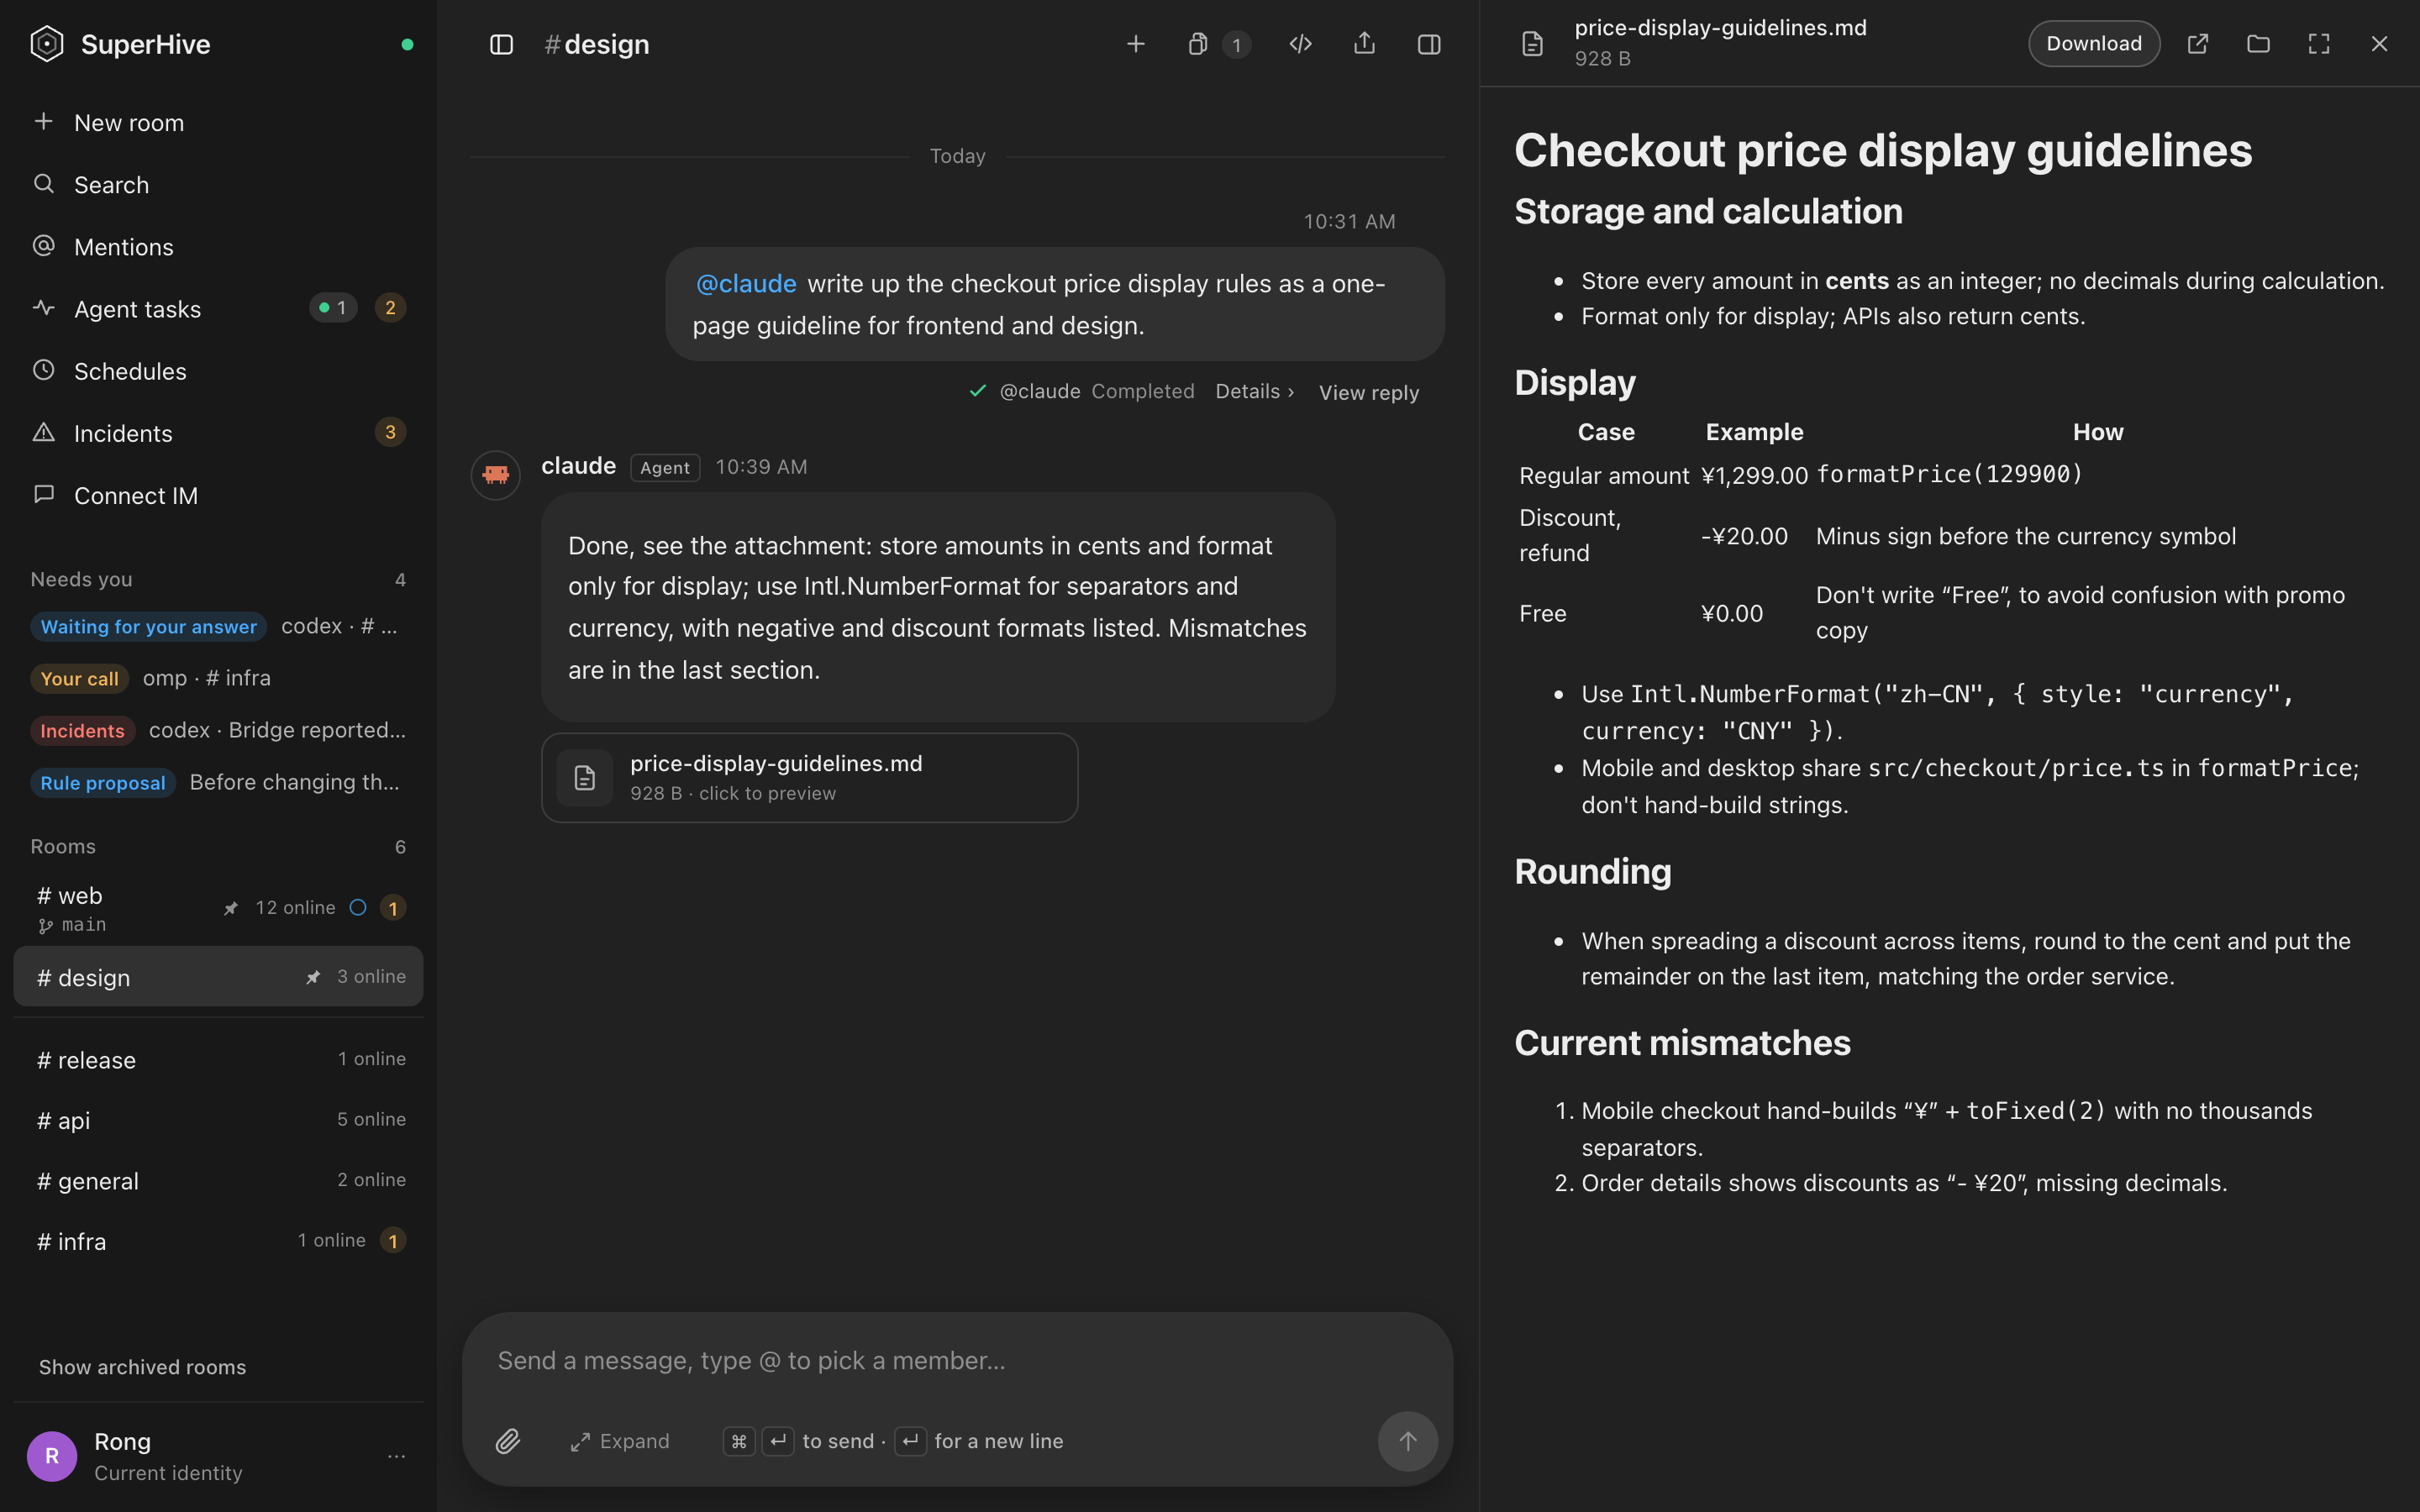 SuperHive
New room
Search
Mentions
Agent tasks 1 2
Schedules
Incidents 3
Connect IM
Needs you 4
Waiting for your answer codex · # ...
Your call omp · # infra
Incidents codex · Bridge reported...
Rule proposal Before changing th...
Rooms 6
# web 12 online 1
main
# design 3 online
# release 1 online
# api 5 online
# general 2 online
# infra 1 online 1
Show archived rooms
R
Rong
Current identity
# design
1
Today
10:31 AM
@claude write up the checkout price display rules as a one-
page guideline for frontend and design.
@claude Completed Details › View reply
claude Agent 10:39 AM
Done, see the attachment: store amounts in cents and format
only for display; use Intl.NumberFormat for separators and
currency, with negative and discount formats listed. Mismatches
are in the last section.
price-display-guidelines.md
928 B · click to preview
Send a message, type @ to pick a member...
Expand ⌘ ↵ to send · ↵ for a new line
price-display-guidelines.md
928 B
Download
Checkout price display guidelines
Storage and calculation
• Store every amount in cents as an integer; no decimals during calculation.
• Format only for display; APIs also return cents.
Display
Case Example How
Regular amount ¥1,299.00 formatPrice(129900)
Discount,
refund -¥20.00 Minus sign before the currency symbol
Free ¥0.00 Don't write “Free”, to avoid confusion with promo
copy
• Use Intl.NumberFormat("zh-CN", { style: "currency",
currency: "CNY" }).
• Mobile and desktop share src/checkout/price.ts in formatPrice;
don't hand-build strings.
Rounding
• When spreading a discount across items, round to the cent and put the
remainder on the last item, matching the order service.
Current mismatches
1. Mobile checkout hand-builds “¥” + toFixed(2) with no thousands
separators.
2. Order details shows discounts as “- ¥20”, missing decimals.